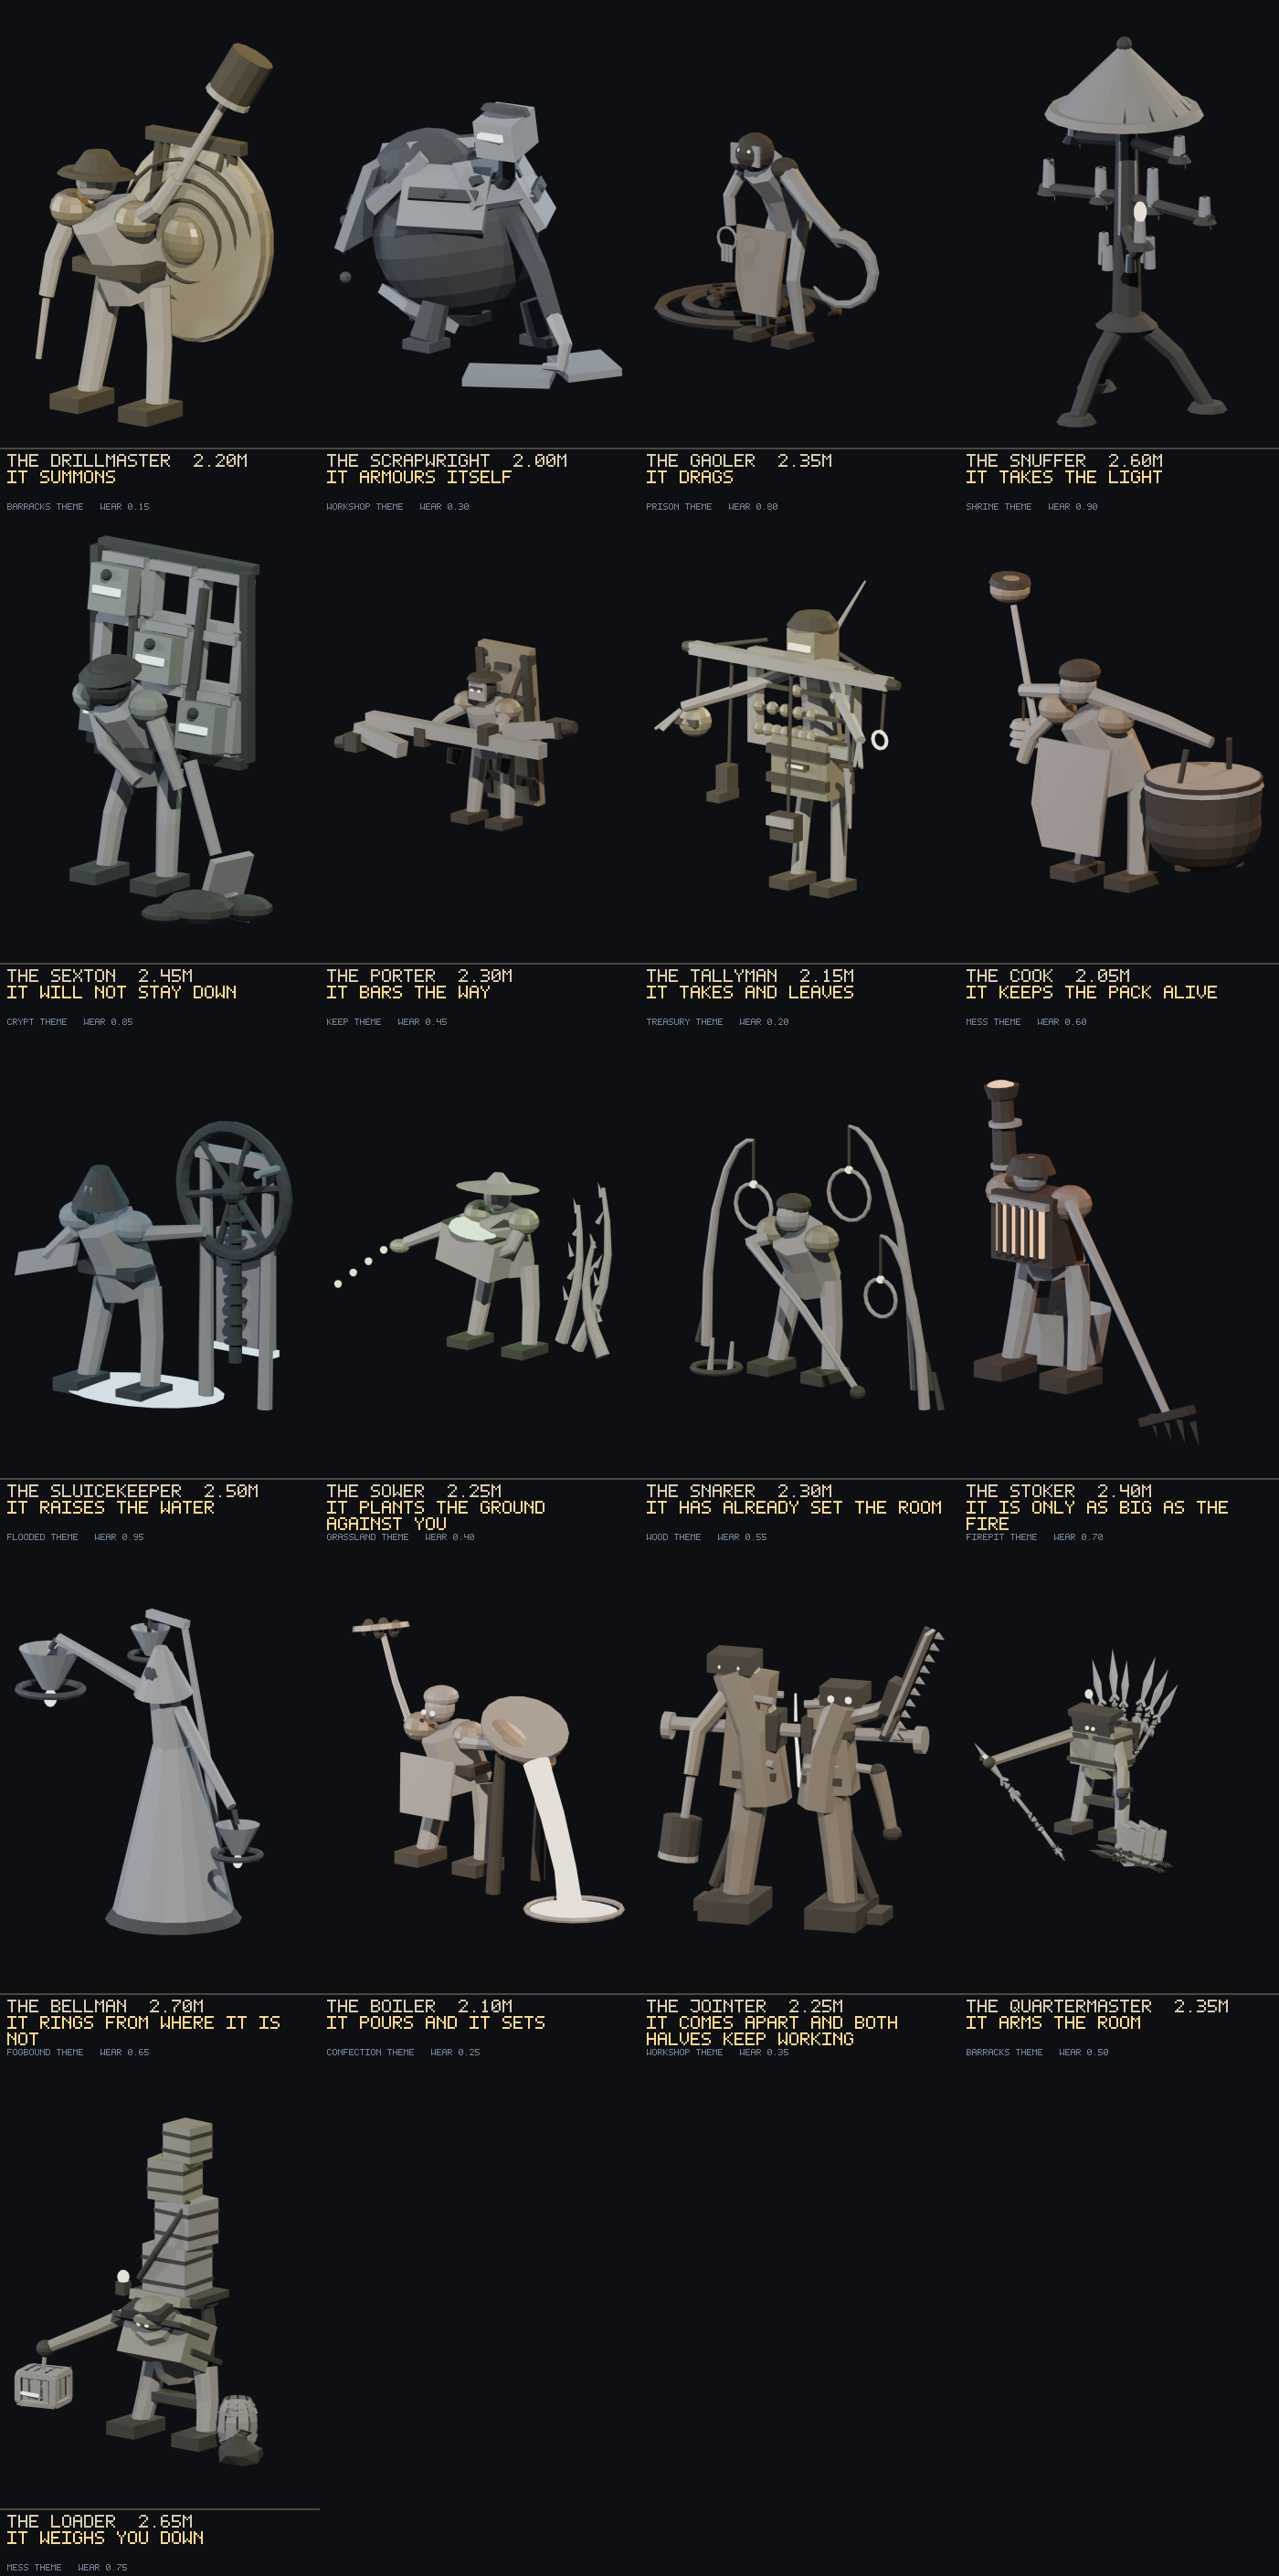 THE DRILLMASTER 2.20M
IT SUMMONS
BARRACKS THEME WEAR 0.15
THE SCRAPWRIGHT 2.00M
IT ARMOURS ITSELF
WORKSHOP THEME WEAR 0.30
THE GAOLER 2.35M
IT DRAGS
PRISON THEME WEAR 0.80
THE SNUFFER 2.60M
IT TAKES THE LIGHT
SHRINE THEME WEAR 0.90
THE SEXTON 2.45M
IT WILL NOT STAY DOWN
CRYPT THEME WEAR 0.85
THE PORTER 2.30M
IT BARS THE WAY
KEEP THEME WEAR 0.45
THE TALLYMAN 2.15M
IT TAKES AND LEAVES
TREASURY THEME WEAR 0.20
THE COOK 2.05M
IT KEEPS THE PACK ALIVE
MESS THEME WEAR 0.60
THE SLUICEKEEPER 2.50M
IT RAISES THE WATER
FLOODED THEME WEAR 0.95
THE SOWER 2.25M
IT PLANTS THE GROUND
AGAINST YOU
GRASSLAND THEME WEAR 0.40
THE SNARER 2.30M
IT HAS ALREADY SET THE ROOM
WOOD THEME WEAR 0.55
THE STOKER 2.40M
IT IS ONLY AS BIG AS THE
FIRE
FIREPIT THEME WEAR 0.70
THE BELLMAN 2.70M
IT RINGS FROM WHERE IT IS
NOT
FOGBOUND THEME WEAR 0.65
THE BOILER 2.10M
IT POURS AND IT SETS
CONFECTION THEME WEAR 0.25
THE JOINTER 2.25M
IT COMES APART AND BOTH
HALVES KEEP WORKING
WORKSHOP THEME WEAR 0.35
THE QUARTERMASTER 2.35M
IT ARMS THE ROOM
BARRACKS THEME WEAR 0.50
THE LOADER 2.65M
IT WEIGHS YOU DOWN
MESS THEME WEAR 0.75